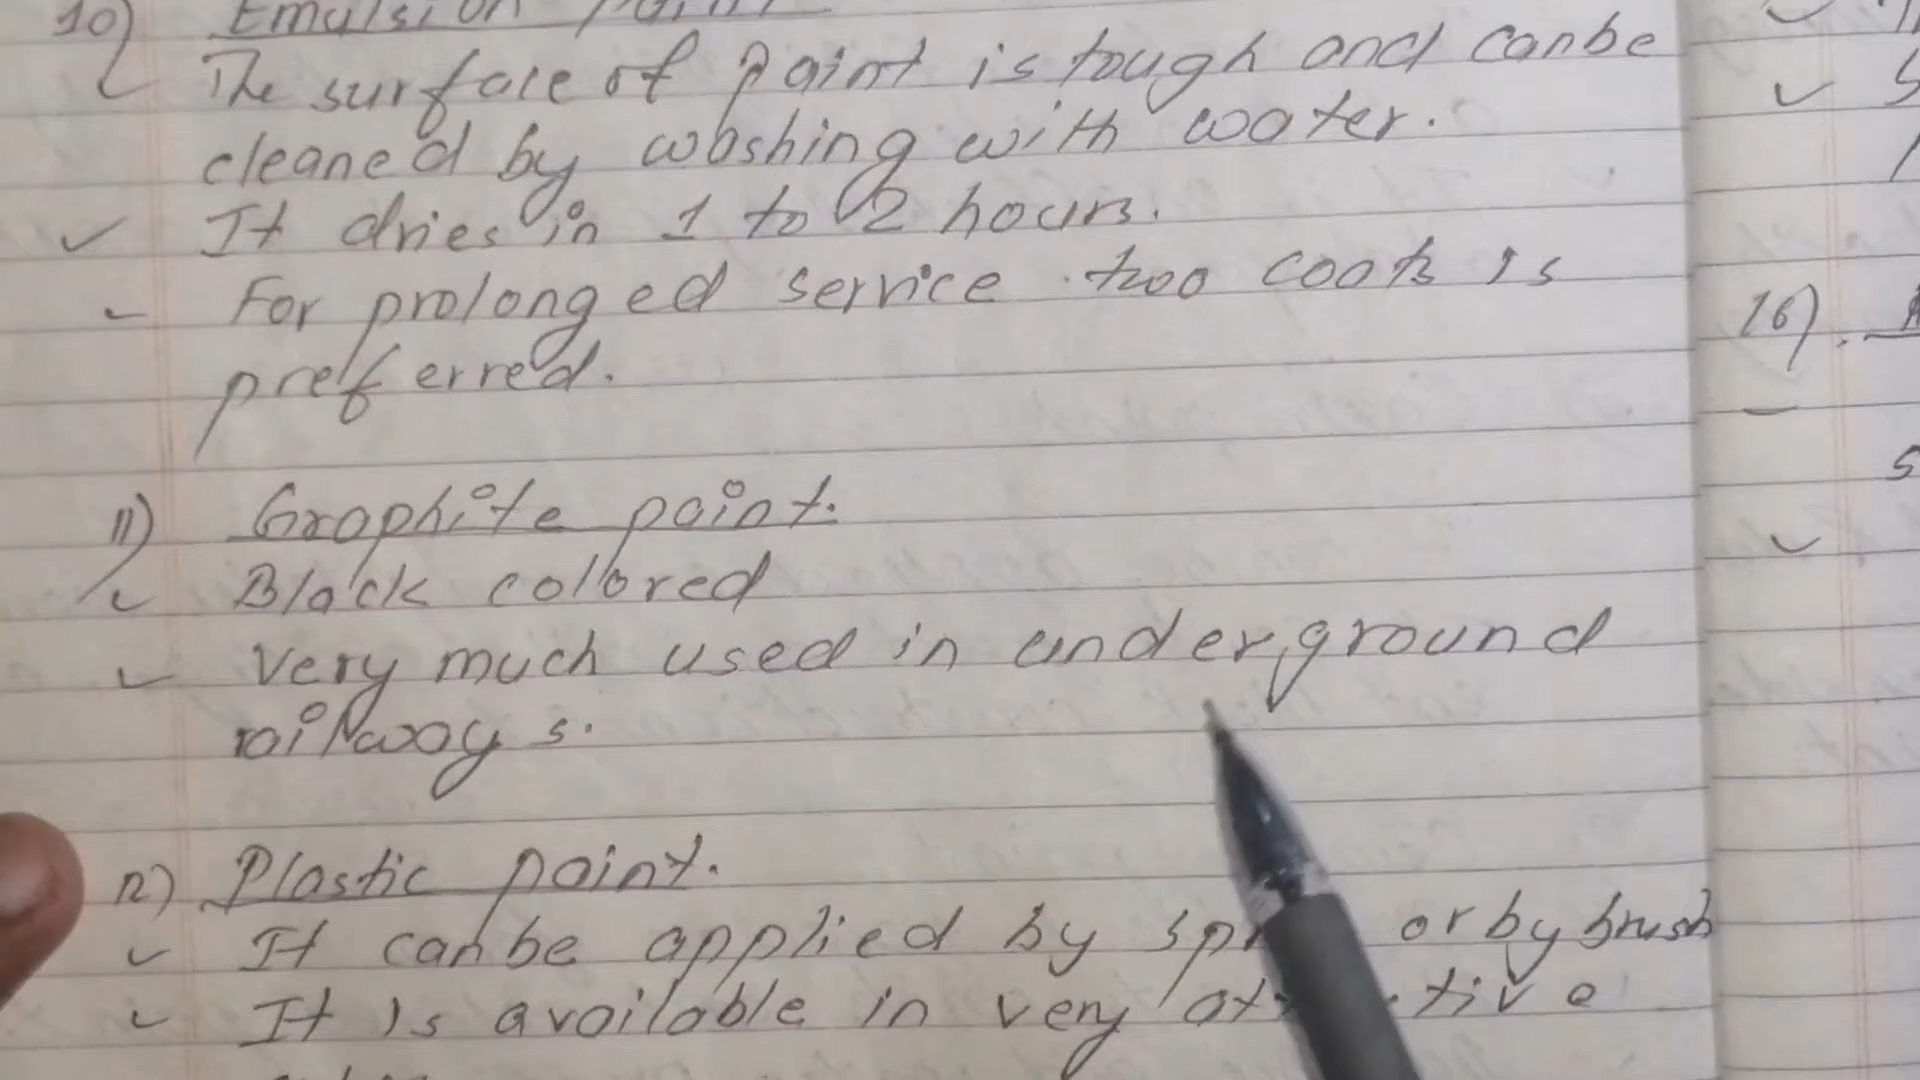 10) Emulsion paint
The surface of paint is tough and canbe
cleaned by washing with water.
It dries in 1 to 2 hours.
For prolonged service two coats is
preferred.
11) Graphite paint.
Black colored
Very much used in underground
railways.
12) Plastic paint.
It canbe applied by or by brush
It is available in very
16)